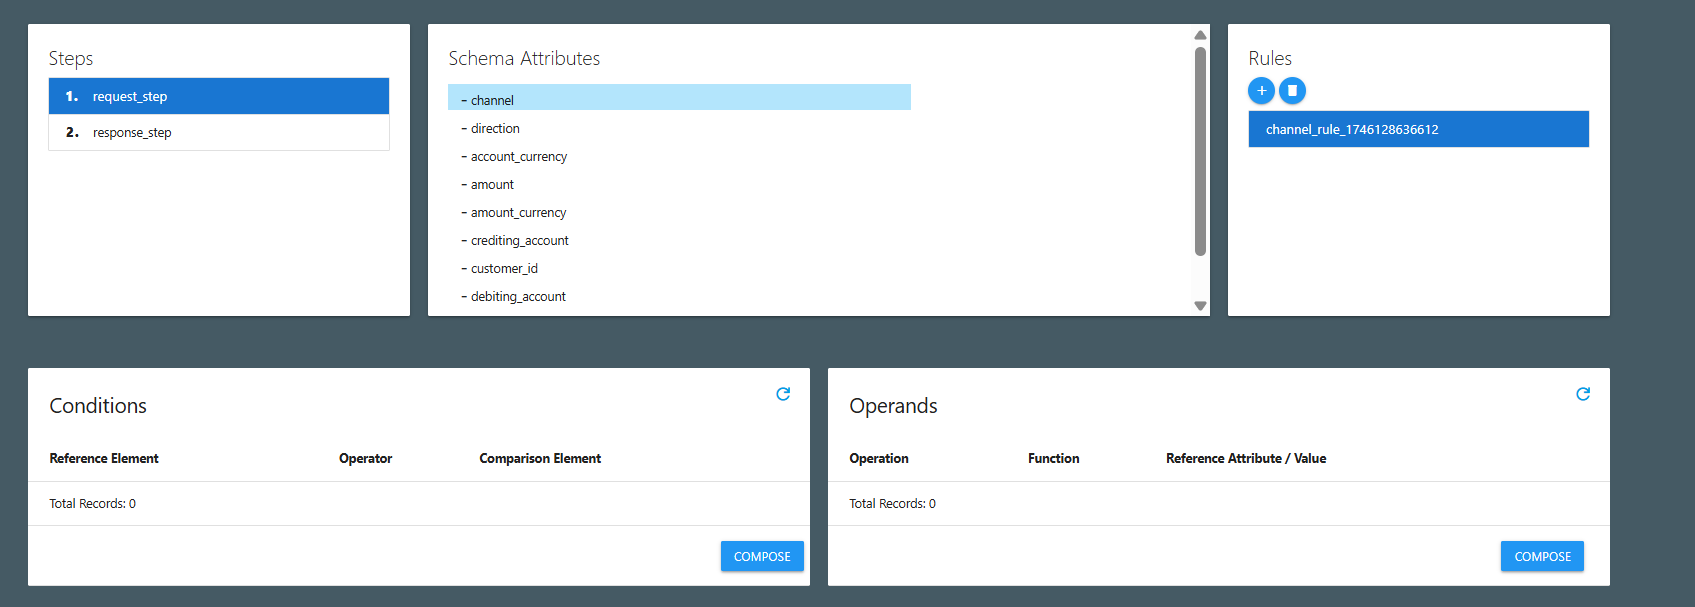 Steps
1. request_step
2. response_step
Schema Attributes
- channel
- direction
- account_currency
- amount
- amount_currency
- crediting_account
- customer_id
- debiting_account
Rules
+
channel_rule_1746128636612
Conditions
Reference Element Operator Comparison Element
Total Records: 0
COMPOSE
Operands
Operation Function Reference Attribute / Value
Total Records: 0
COMPOSE